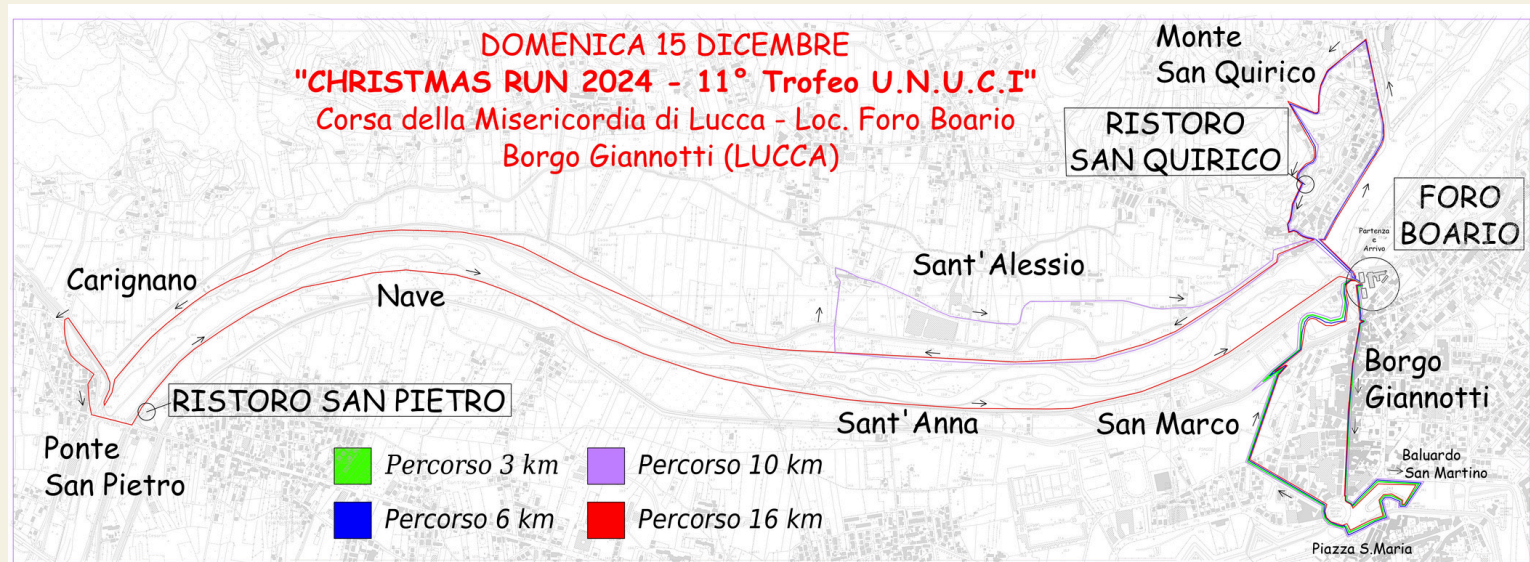 DOMENICA 15 DICEMBRE
"CHRISTMAS RUN 2024 - 11° Trofeo U.N.U.C.I"
Corsa della Misericordia di Lucca - Loc. Foro Boario
Borgo Giannotti (LUCCA)
Monte
San Quirico
RISTORO
SAN QUIRICO
FORO
BOARIO
Partenza
e
Arrivo
Carignano
Nave
Sant'Alessio
RISTORO SAN PIETRO
Ponte
San Pietro
Sant'Anna
San Marco
Borgo
Giannotti
Baluardo
San Martino
Piazza S.Maria
Percorso 3 km
Percorso 10 km
Percorso 6 km
Percorso 16 km